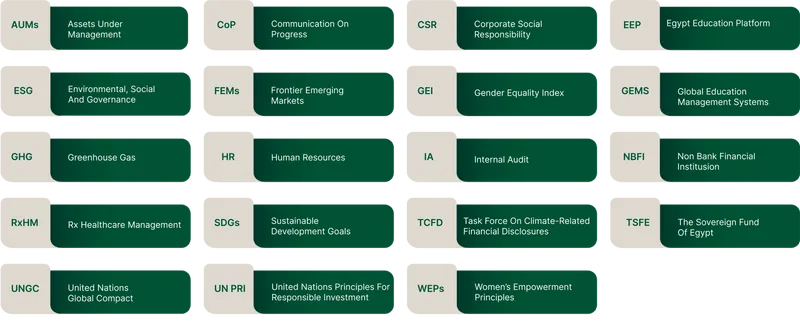 AUMs
Assets Under
Management
CoP
Communication On
Progress
CSR
Corporate Social
Responsibility
EEP
Egypt Education Platform
ESG
Environmental, Social
And Governance
FEMs
Frontier Emerging
Markets
GEI
Gender Equality Index
GEMS
Global Education
Management Systems
GHG
Greenhouse Gas
HR
Human Resources
IA
Internal Audit
NBFI
Non Bank Financial
Institusion
RxHM
Rx Healthcare Management
SDGs
Sustainable
Development Goals
TCFD
Task Force On Climate-Related
Financial Disclosures
TSFE
The Sovereign Fund
Of Egypt
UNGC
United Nations
Global Compact
UN PRI
United Nations Principles For
Responsible Investment
WEPs
Women's Empowerment
Principles